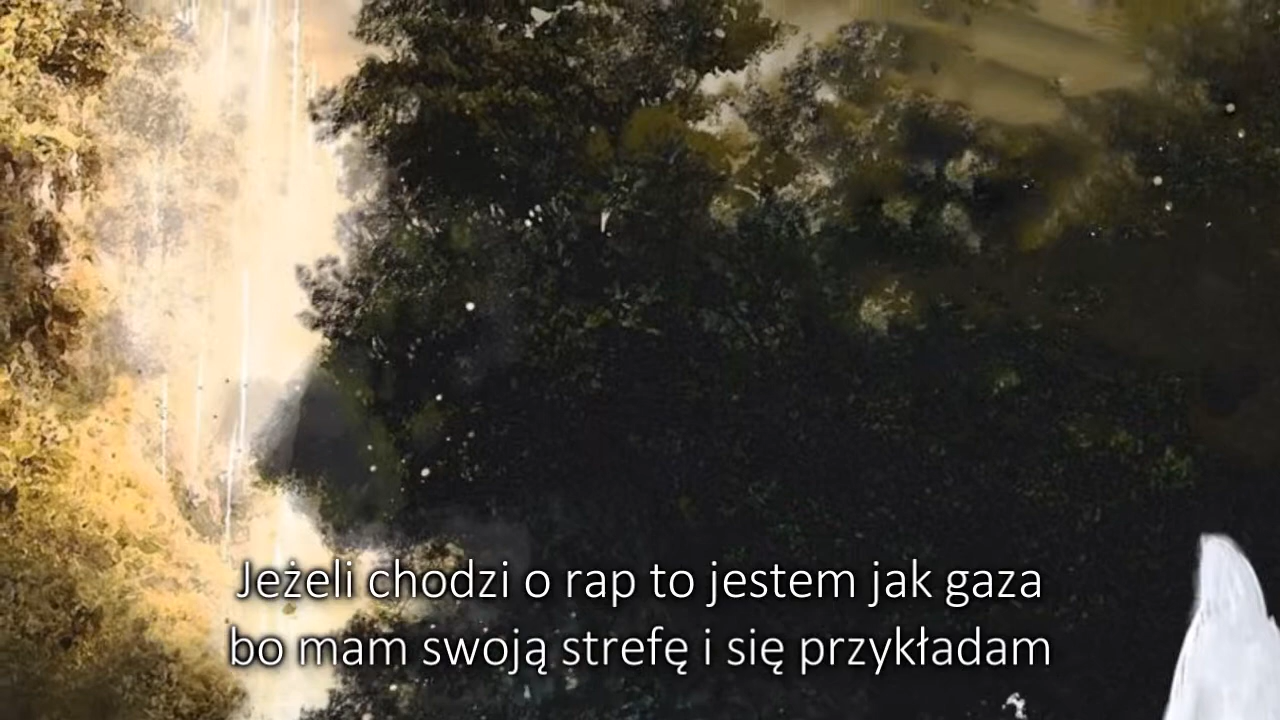 Jeżeli chodzi o rap to jestem jak gaza
bo mam swoją strefę i się przykładam